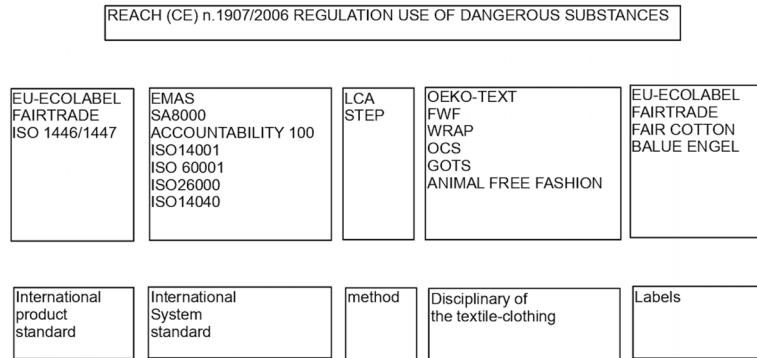 REACH (CE) n.1907/2006 REGULATION USE OF DANGEROUS SUBSTANCES
EU-ECOLABEL
FAIRTRADE
ISO 1446/1447
EMAS
SA8000
ACCOUNTABILITY 100
ISO14001
ISO 60001
ISO26000
ISO14040
LCA
STEP
OEKO-TEXT
FWF
WRAP
OCS
GOTS
ANIMAL FREE FASHION
EU-ECOLABEL
FAIRTRADE
FAIR COTTON
BALUE ENGEL
International
product
standard
International
System
standard
method
Disciplinary of
the textile-clothing
Labels